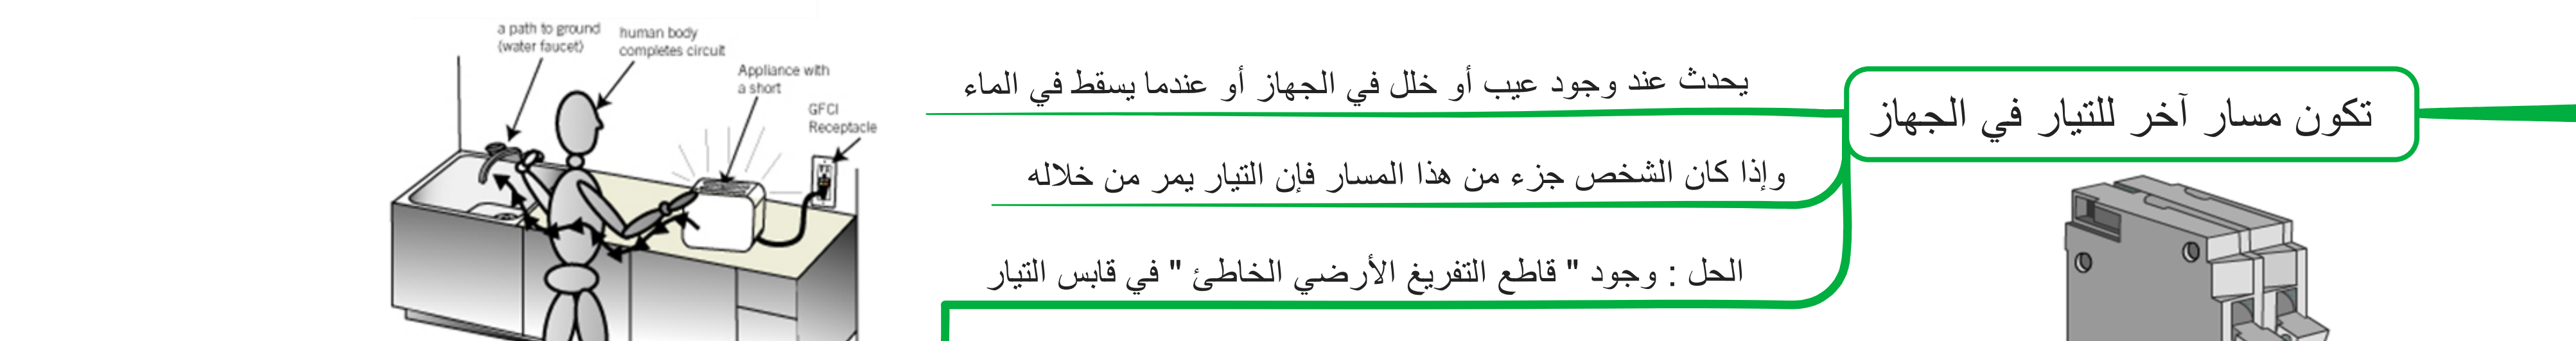 تكون مسار آخر للتيار في الجهاز
يحدث عند وجود عيب أو خلل في الجهاز أو عندما يسقط في الماء
وإذا كان الشخص جزء من هذا المسار فإن التيار يمر من خلاله
الحل : وجود " قاطع التفريغ الأرضي الخاطئ " في قابس التيار
a path to ground
(water faucet)
human body
completes circuit
Appliance with
a short
GFCI
Receptacle